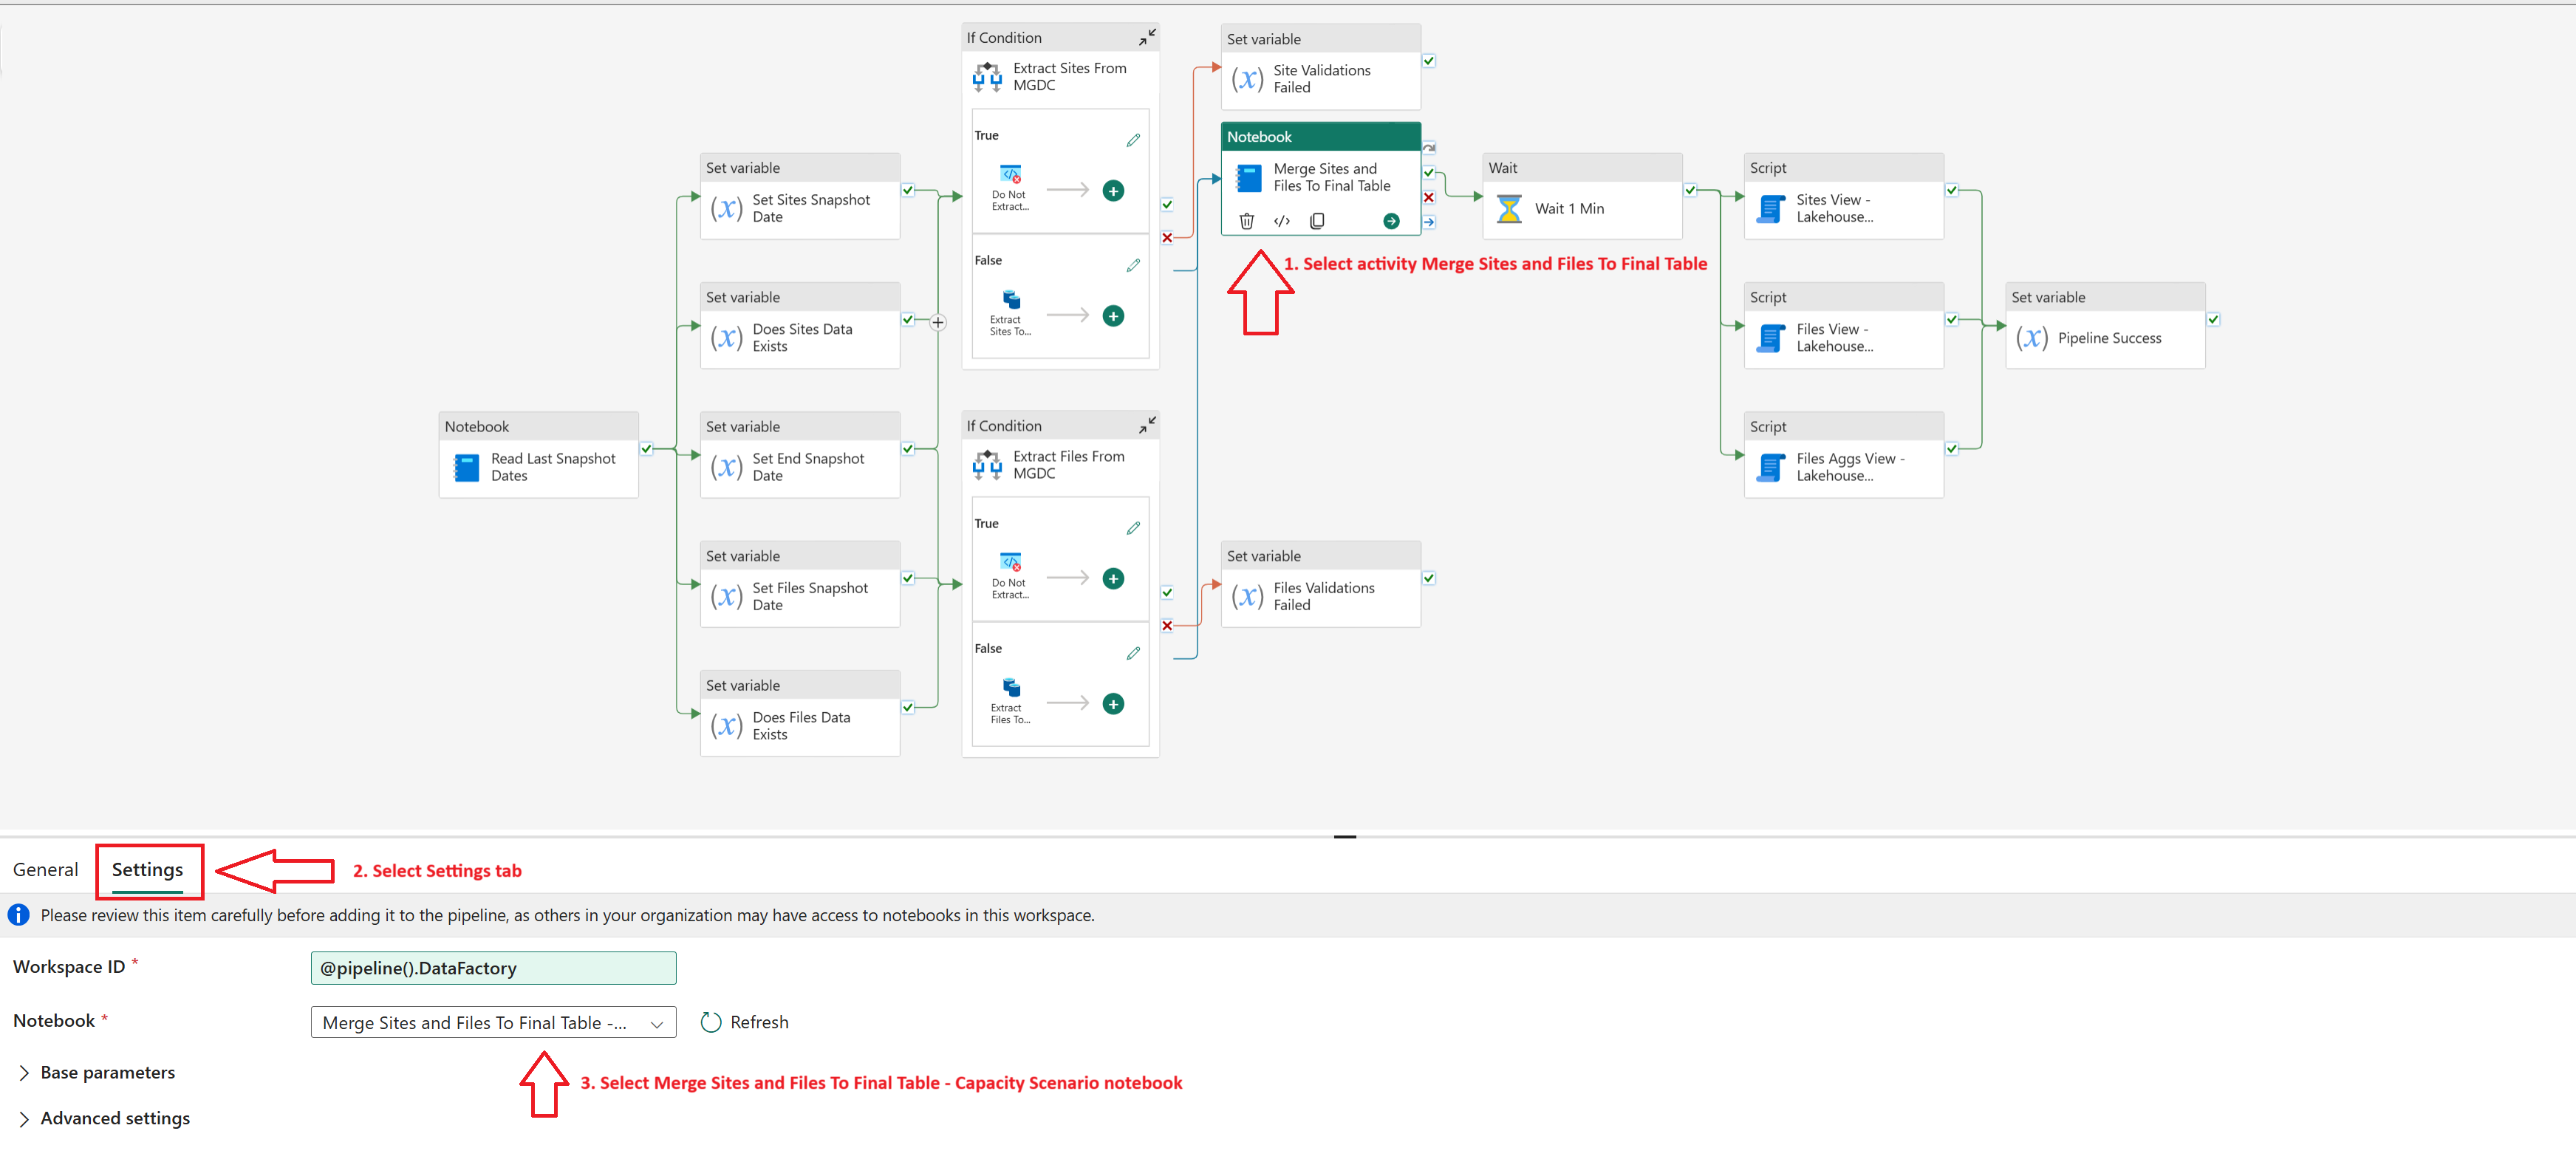 If Condition
Extract Sites From
MGDC
True
Do Not
Extract...
False
Extract
Sites To...
Set variable
(x)
Site Validations
Failed
Notebook
Merge Sites and
Files To Final Table
1. Select activity Merge Sites and Files To Final Table
Wait
Wait 1 Min
Script
Sites View -
Lakehouse...
Script
Files View -
Lakehouse...
Script
Files Aggs View -
Lakehouse...
Set variable
(x)
Pipeline Success
Set variable
(x)
Set Sites Snapshot
Date
Set variable
(x)
Does Sites Data
Exists
Notebook
Read Last Snapshot
Dates
Set variable
(x)
Set End Snapshot
Date
Set variable
(x)
Set Files Snapshot
Date
Set variable
(x)
Does Files Data
Exists
If Condition
Extract Files From
MGDC
True
Do Not
Extract...
False
Extract
Files To...
Set variable
(x)
Files Validations
Failed
General
Settings
2. Select Settings tab
Please review this item carefully before adding it to the pipeline, as others in your organization may have access to notebooks in this workspace.
Workspace ID *
@pipeline().DataFactory
Notebook *
Merge Sites and Files To Final Table -...
Refresh
Base parameters
3. Select Merge Sites and Files To Final Table - Capacity Scenario notebook
Advanced settings